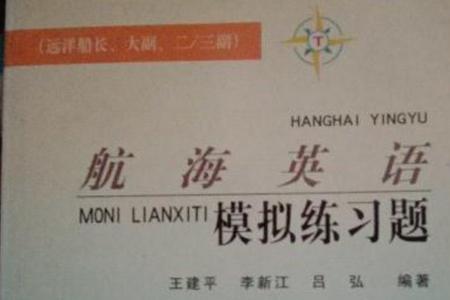 （远洋船长、大副、二/三副）
T
HANGHAI YINGYU
航海英语
MONI LIANXITI 模拟练习题
王建平 李新江 吕弘 编著